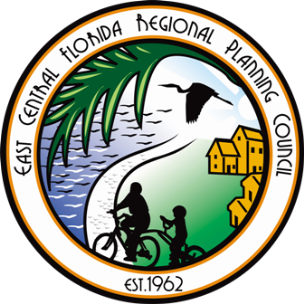 East Central Florida Regional Planning Council
EST.1962